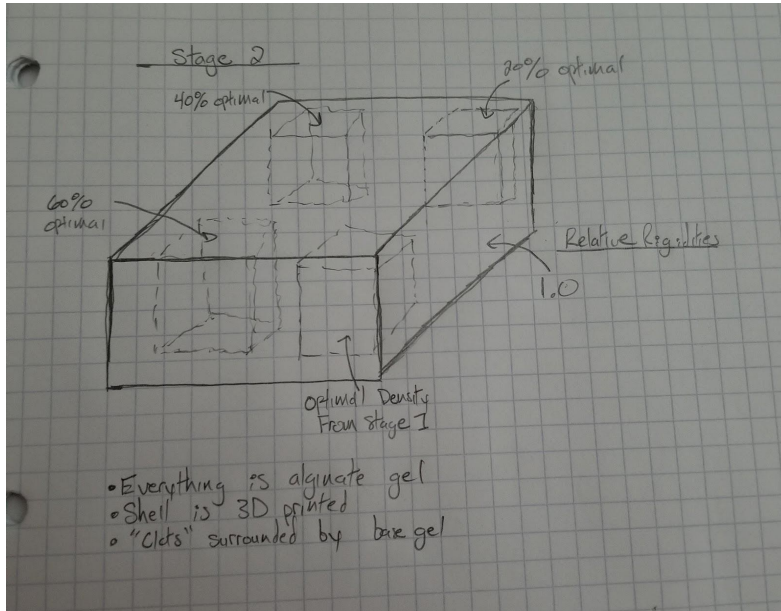 Stage 2
20% optimal
40% optimal
60%
optimal
Relative Rigidities
1.0
Optimal Density
From Stage 1
• Everything is alginate gel
• Shell is 3D printed
• "Clots" surrounded by base gel